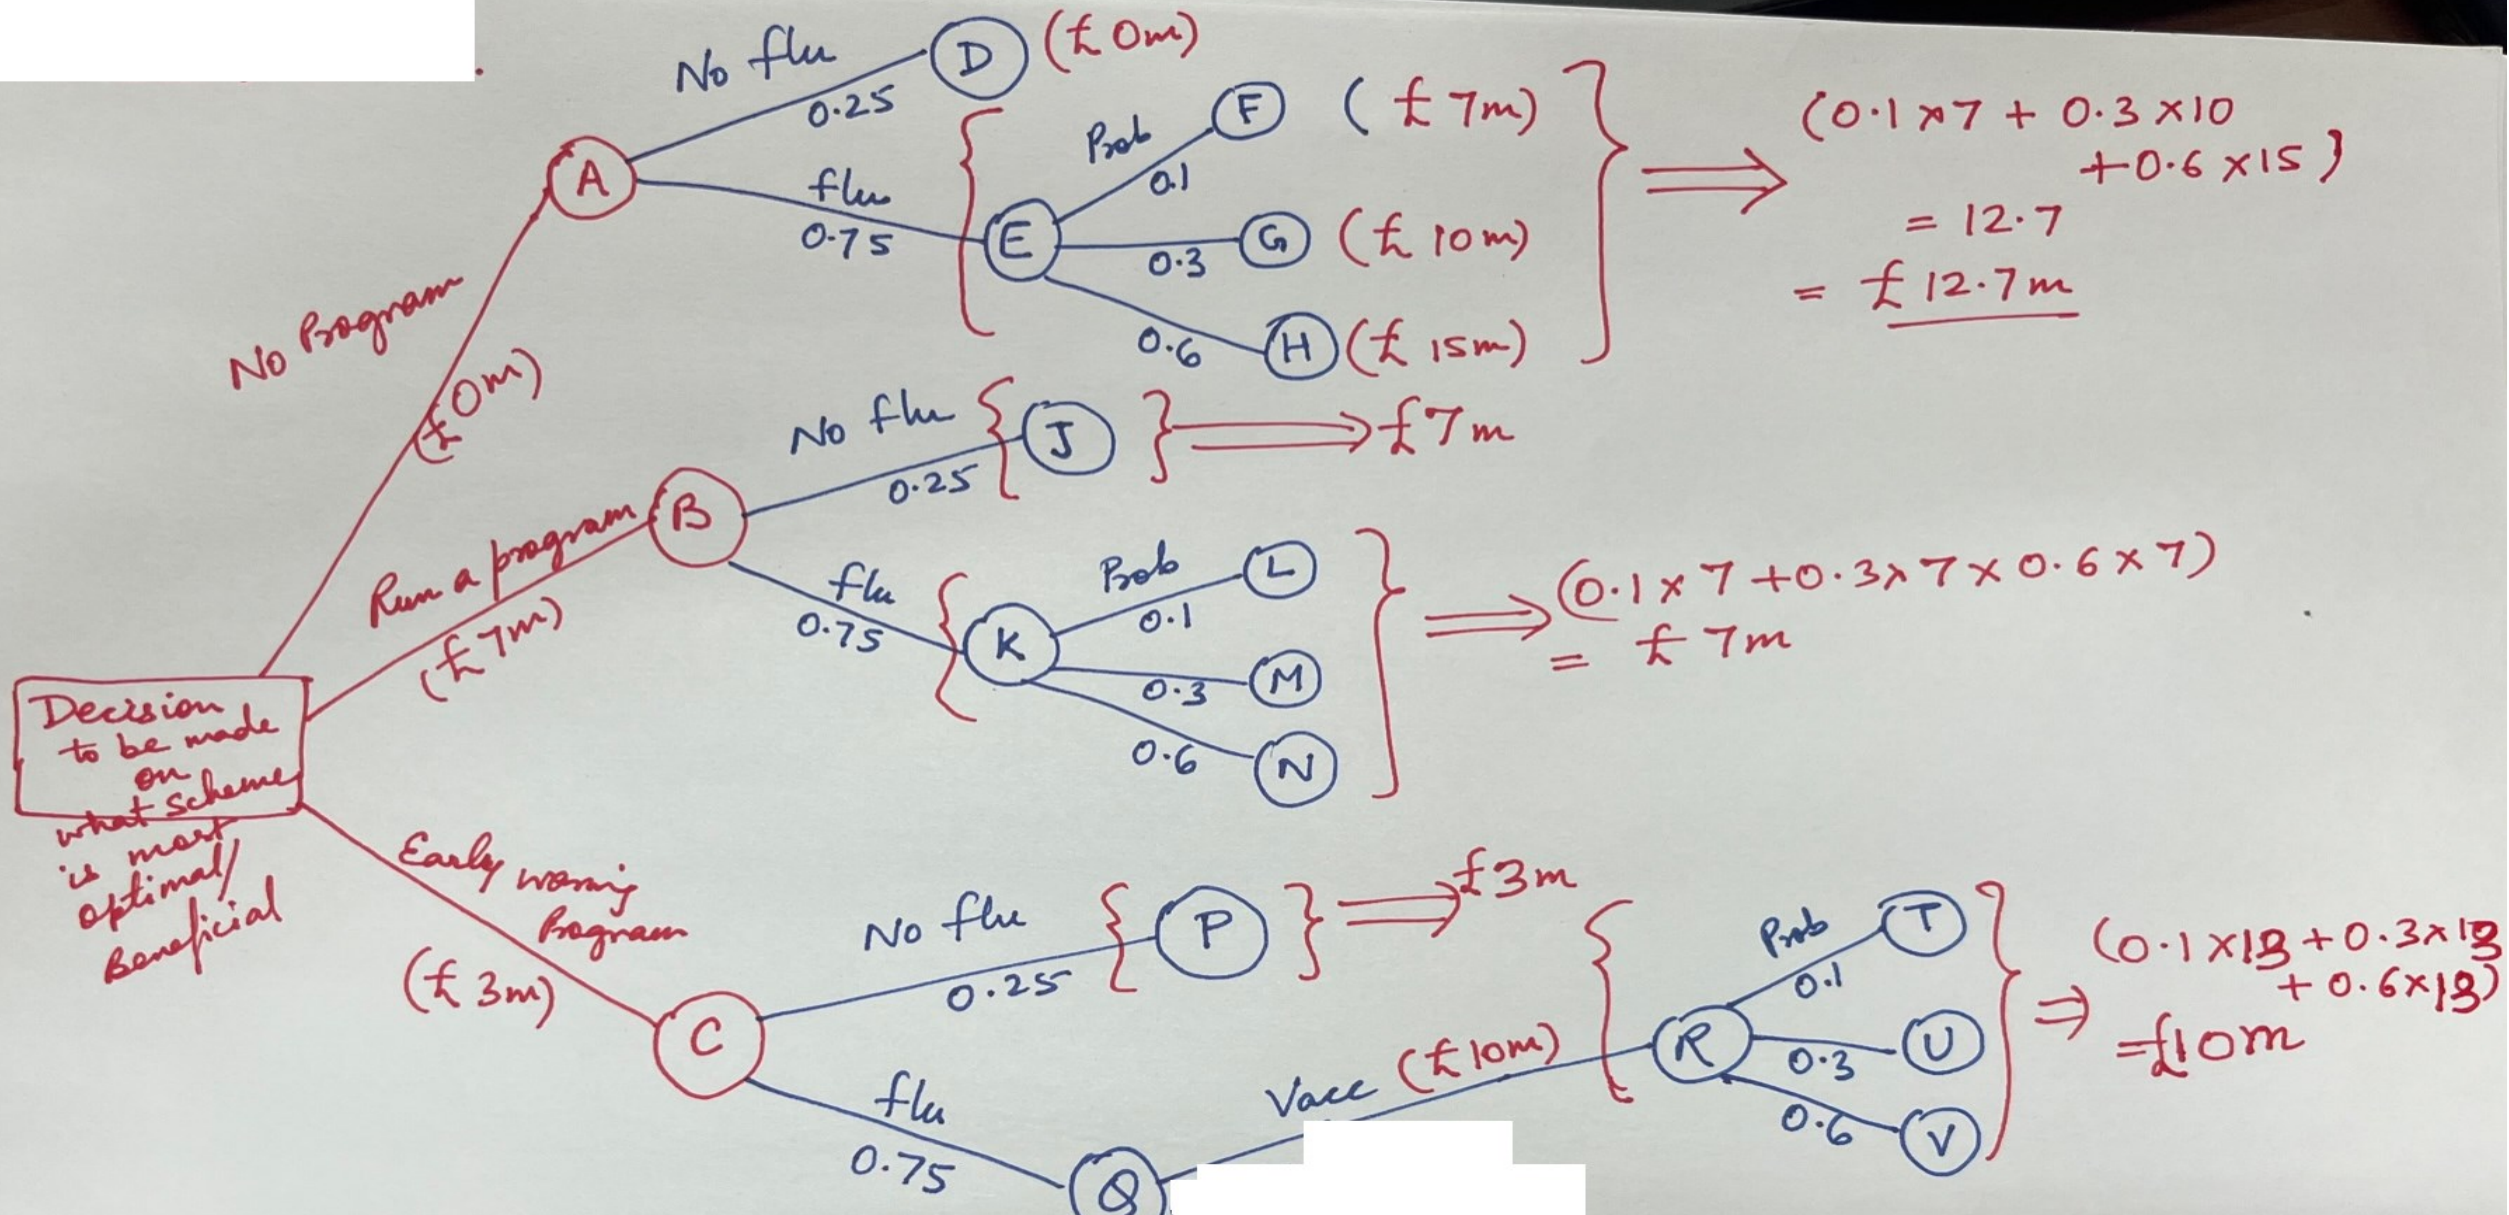 No flu
0.25
D
(£ 0m)
A
flu
0.75
E
Prob
0.1
F
(£ 7m)
0.3
G
(£ 10m)
0.6
H
(£ 15m)
(0.1 × 7 + 0.3 × 10
+ 0.6 × 15)
= 12.7
= £ 12.7m
No Program
(£ 0m)
No flu
0.25
J
£7m
B
Run a program
(£ 7m)
flu
0.75
K
Prob
0.1
L
0.3
M
0.6
N
(0.1 × 7 + 0.3 × 7 × 0.6 × 7)
= £ 7m
Decision
to be made
on
what scheme
is most
optimal/
Beneficial
Early warnig
Program
(£ 3m)
C
No flu
0.25
P
£3m
flu
0.75
Q
Vacc (£10m)
R
Prob
0.1
T
0.3
U
0.6
V
(0.1 × 13 + 0.3 × 13
+ 0.6 × 13)
= £10m